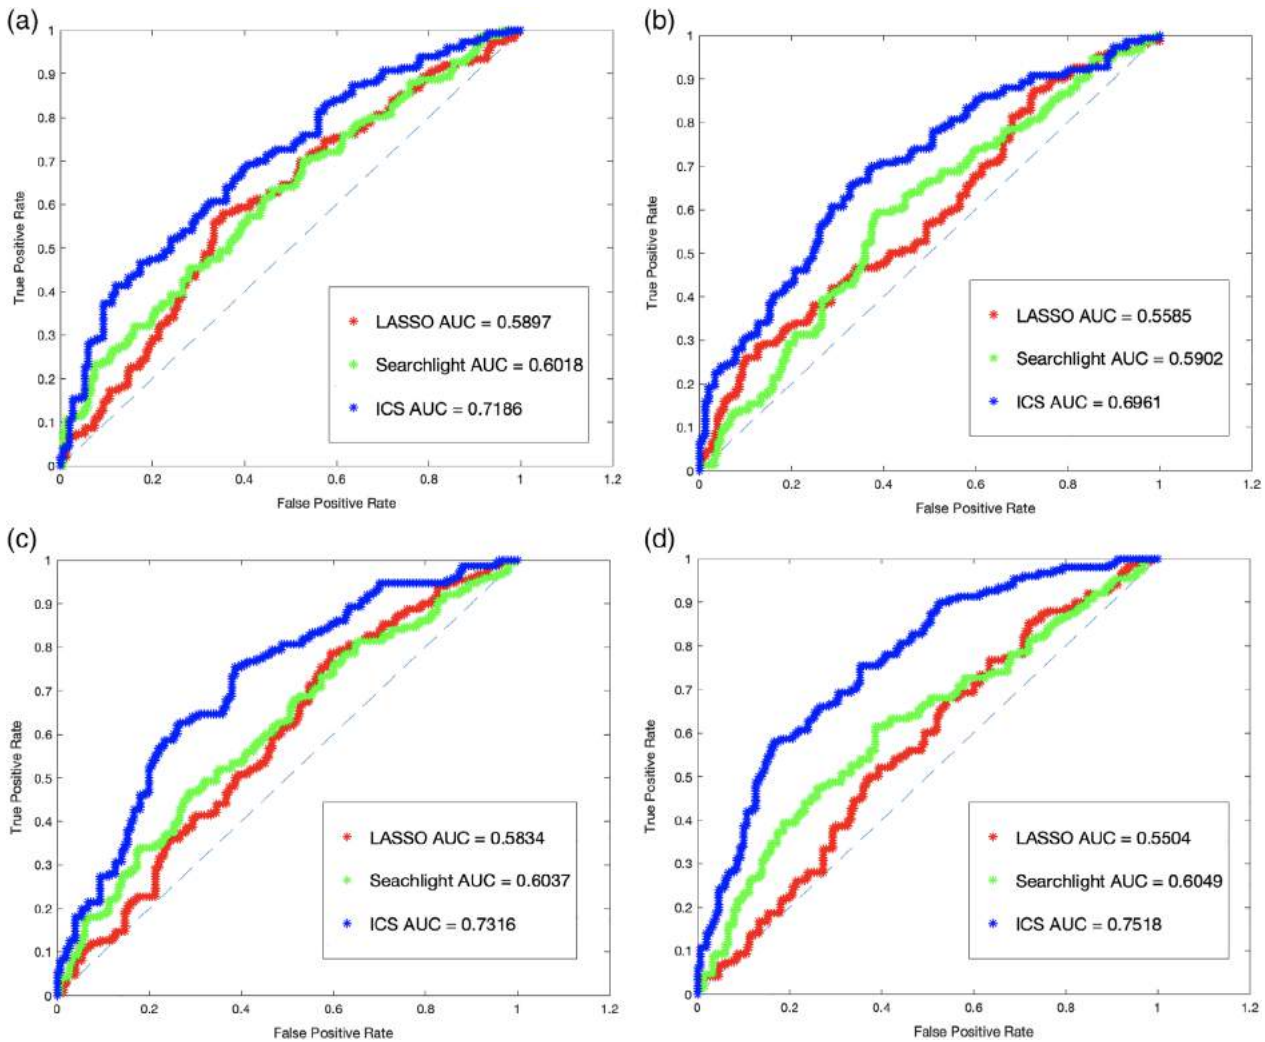 (a)
1
0.9
0.8
0.7
0.6
0.5
0.4
0.3
0.2
0.1
0
True Positive Rate
LASSO AUC = 0.5897
Searchlight AUC = 0.6018
ICS AUC = 0.7186
0 0.2 0.4 0.6 0.8 1 1.2
False Positive Rate
(b)
1
0.9
0.8
0.7
0.6
0.5
0.4
0.3
0.2
0.1
0
True Positive Rate
LASSO AUC = 0.5585
Searchlight AUC = 0.5902
ICS AUC = 0.6961
0 0.2 0.4 0.6 0.8 1 1.2
False Positive Rate
(c)
1
0.9
0.8
0.7
0.6
0.5
0.4
0.3
0.2
0.1
0
True Positive Rate
LASSO AUC = 0.5834
Seachlight AUC = 0.6037
ICS AUC = 0.7316
0 0.2 0.4 0.6 0.8 1 1.2
False Positive Rate
(d)
1
0.9
0.8
0.7
0.6
0.5
0.4
0.3
0.2
0.1
0
True Positive Rate
LASSO AUC = 0.5504
Searchlight AUC = 0.6049
ICS AUC = 0.7518
0 0.2 0.4 0.6 0.8 1 1.2
False Positive Rate